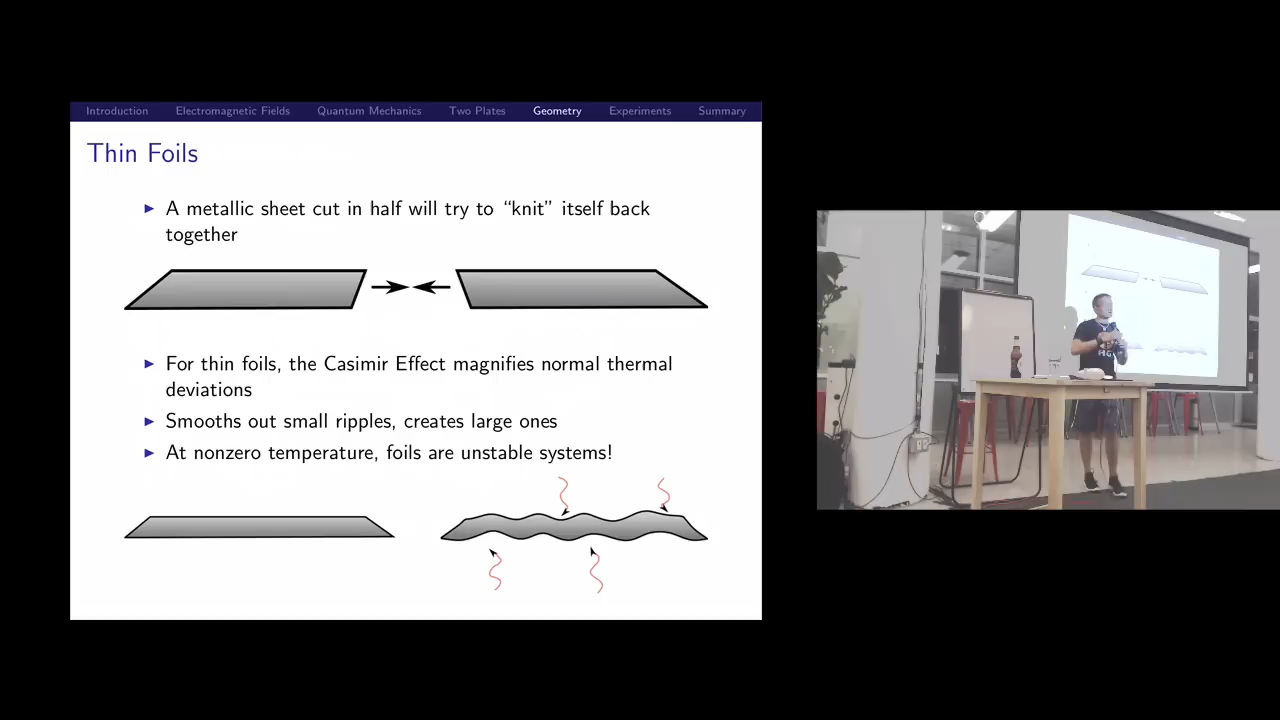 Introduction Electromagnetic Fields Quantum Mechanics Two Plates Geometry Experiments Summary
Thin Foils
► A metallic sheet cut in half will try to “knit” itself back
together
► For thin foils, the Casimir Effect magnifies normal thermal
deviations
► Smooths out small ripples, creates large ones
► At nonzero temperature, foils are unstable systems!